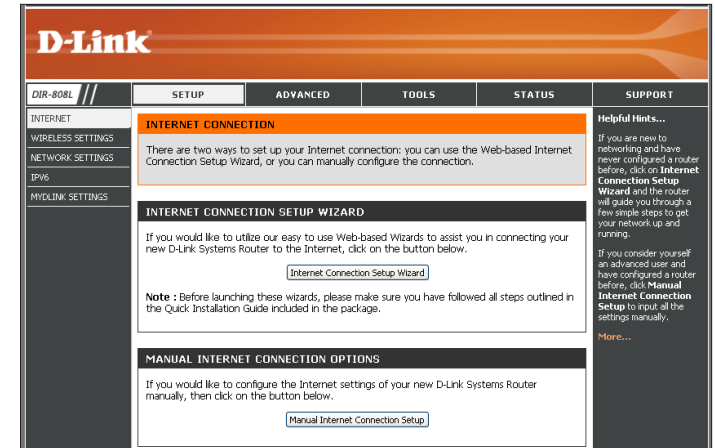 D-Link
DIR-808L
SETUP
ADVANCED
TOOLS
STATUS
SUPPORT
INTERNET
WIRELESS SETTINGS
NETWORK SETTINGS
IPV6
MYDLINK SETTINGS
INTERNET CONNECTION
There are two ways to set up your Internet connection: you can use the Web-based Internet
Connection Setup Wizard, or you can manually configure the connection.
INTERNET CONNECTION SETUP WIZARD
If you would like to utilize our easy to use Web-based Wizards to assist you in connecting your
new D-Link Systems Router to the Internet, click on the button below.
Internet Connection Setup Wizard
Note : Before launching these wizards, please make sure you have followed all steps outlined in
the Quick Installation Guide included in the package.
MANUAL INTERNET CONNECTION OPTIONS
If you would like to configure the Internet settings of your new D-Link Systems Router
manually, then click on the button below.
Manual Internet Connection Setup
Helpful Hints...
If you are new to
networking and have
never configured a router
before, click on Internet
Connection Setup
Wizard and the router
will guide you through a
few simple steps to get
your network up and
running.
If you consider yourself
an advanced user and
have configured a router
before, click Manual
Internet Connection
Setup to input all the
settings manually.
More...